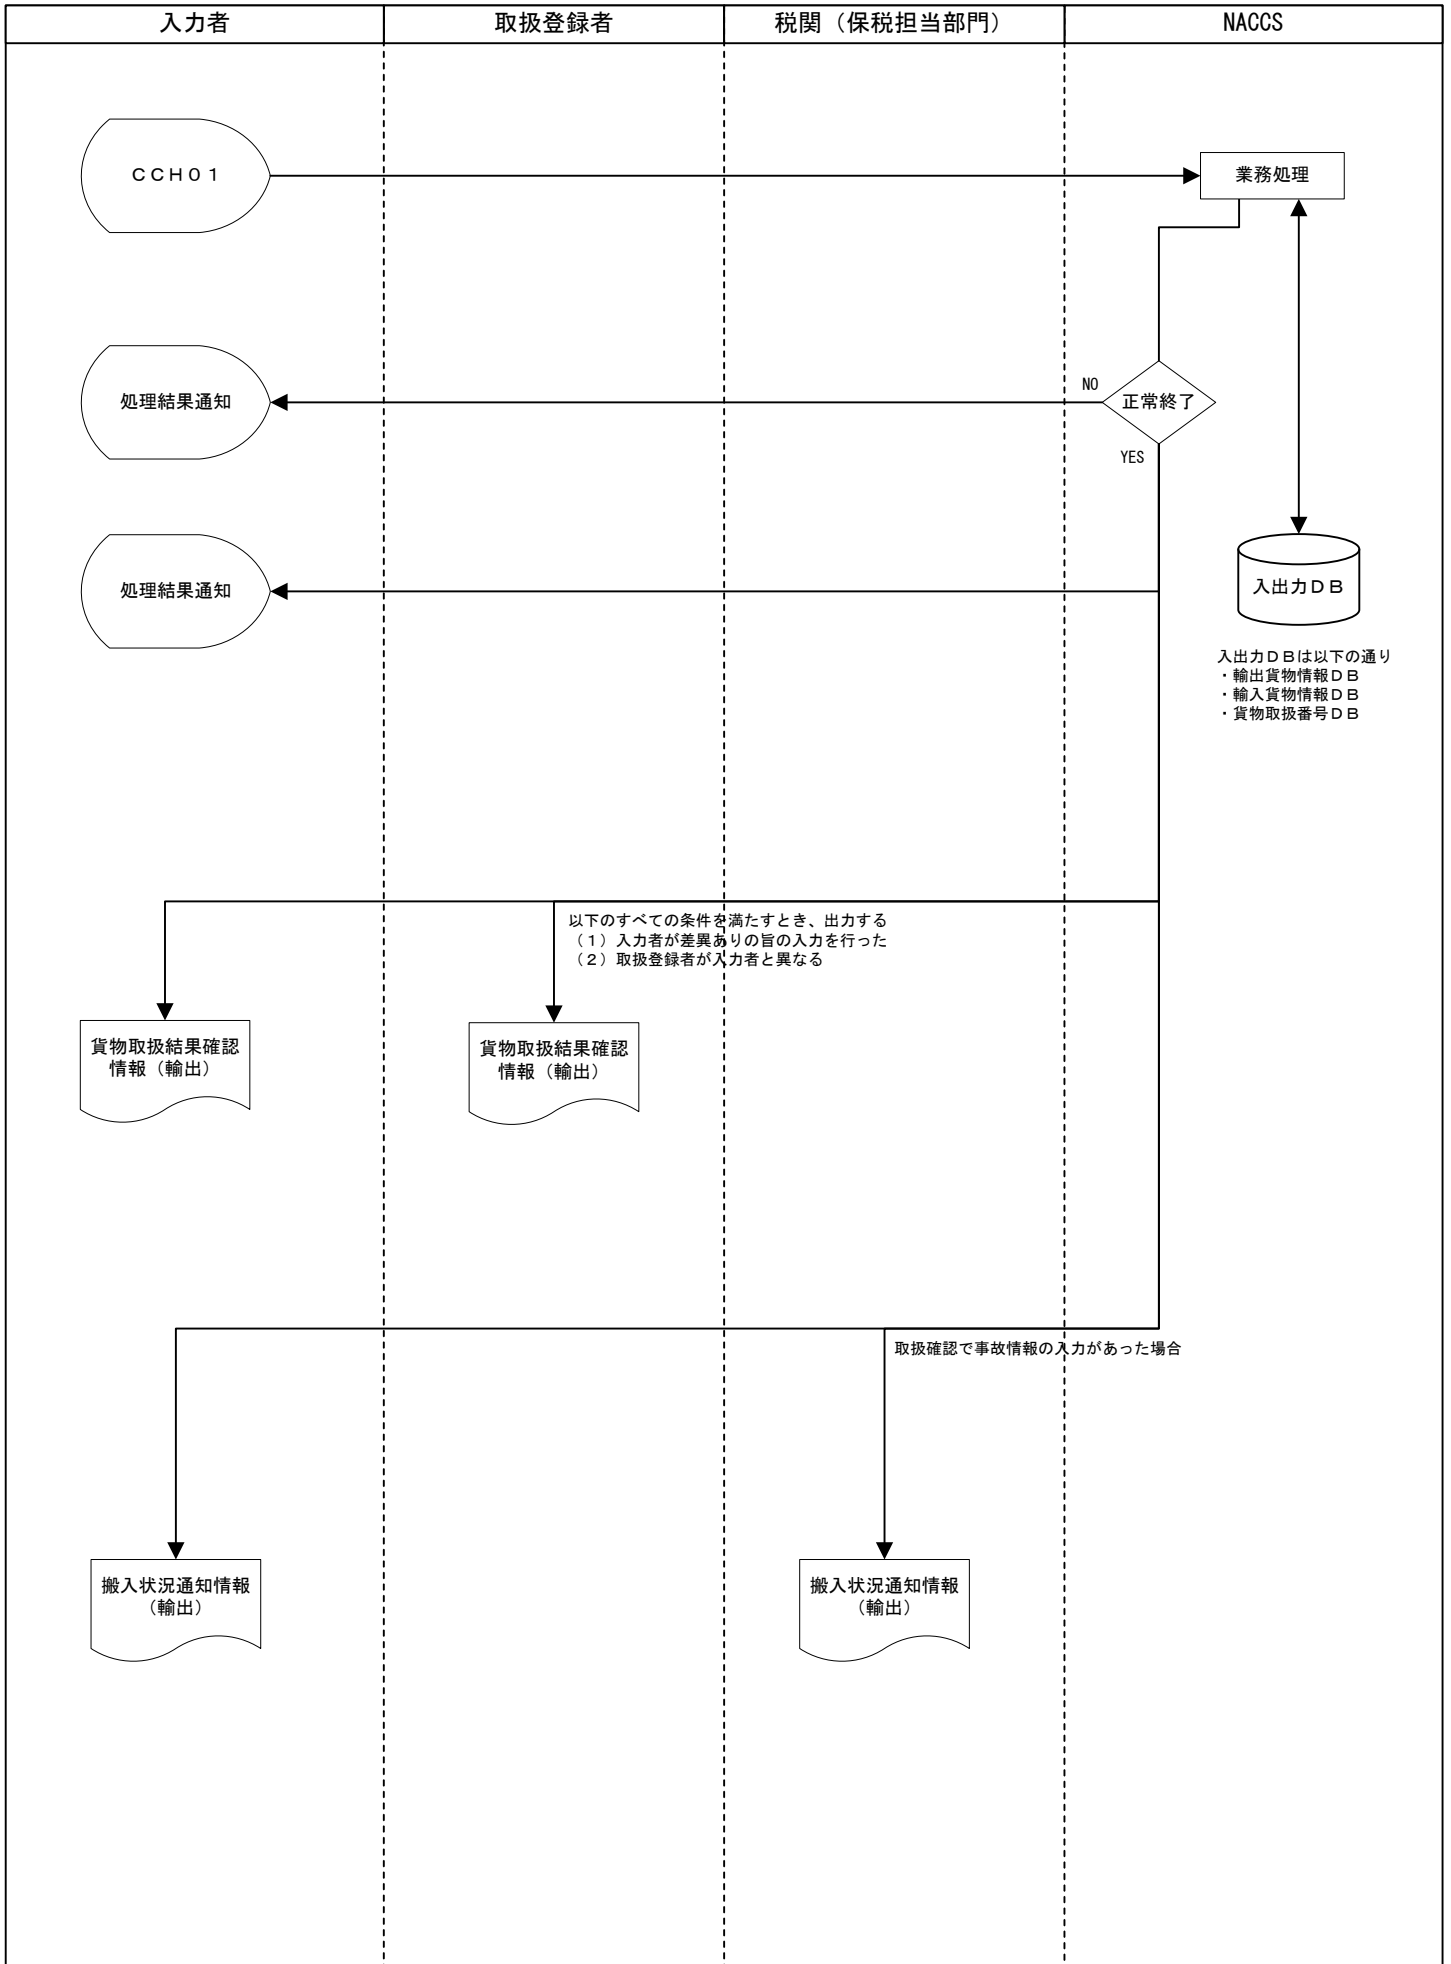 入力者
取扱登録者
税関（保税担当部門）
NACCS
ＣＣＨ０１
業務処理
処理結果通知
NO
正常終了
YES
処理結果通知
入出力ＤＢ
入出力ＤＢは以下の通り
・輸出貨物情報ＤＢ
・輸入貨物情報ＤＢ
・貨物取扱番号ＤＢ
以下のすべての条件を満たすとき、出力する
（１）入力者が差異ありの旨の入力を行った
（２）取扱登録者が入力者と異なる
貨物取扱結果確認
情報（輸出）
貨物取扱結果確認
情報（輸出）
取扱確認で事故情報の入力があった場合
搬入状況通知情報
（輸出）
搬入状況通知情報
（輸出）